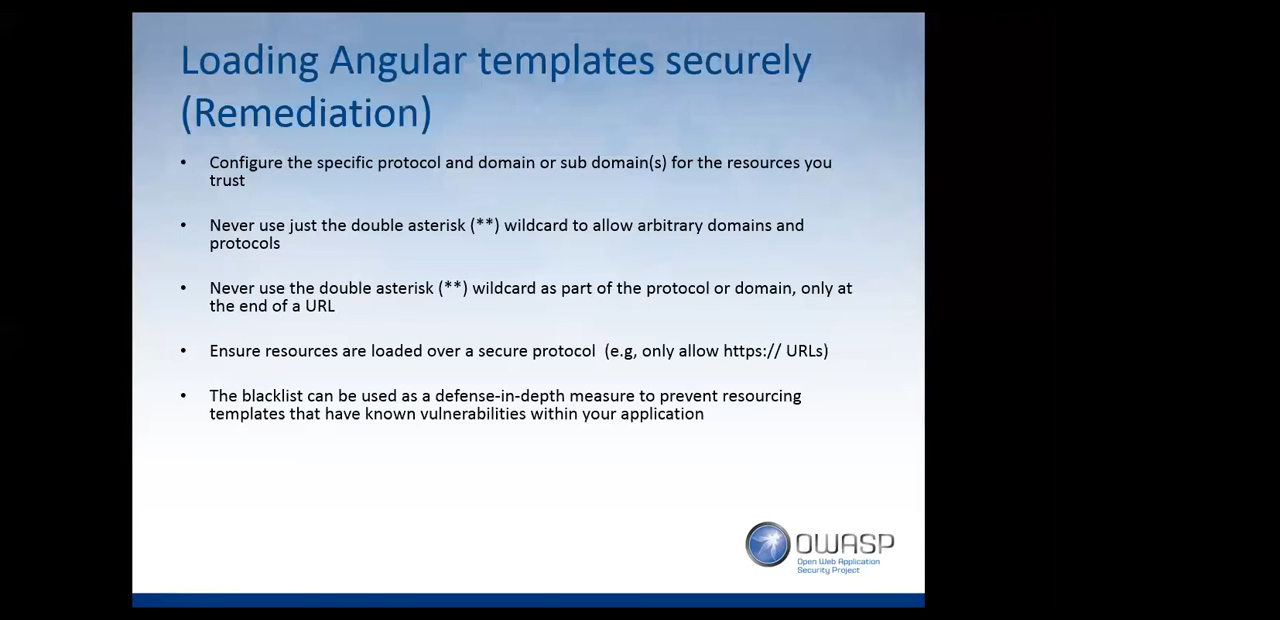 Loading Angular templates securely
(Remediation)
• Configure the specific protocol and domain or sub domain(s) for the resources you
trust
• Never use just the double asterisk (**) wildcard to allow arbitrary domains and
protocols
• Never use the double asterisk (**) wildcard as part of the protocol or domain, only at
the end of a URL
• Ensure resources are loaded over a secure protocol  (e.g, only allow https:// URLs)
• The blacklist can be used as a defense-in-depth measure to prevent resourcing
templates that have known vulnerabilities within your application
OWASP
Open Web Application
Security Project